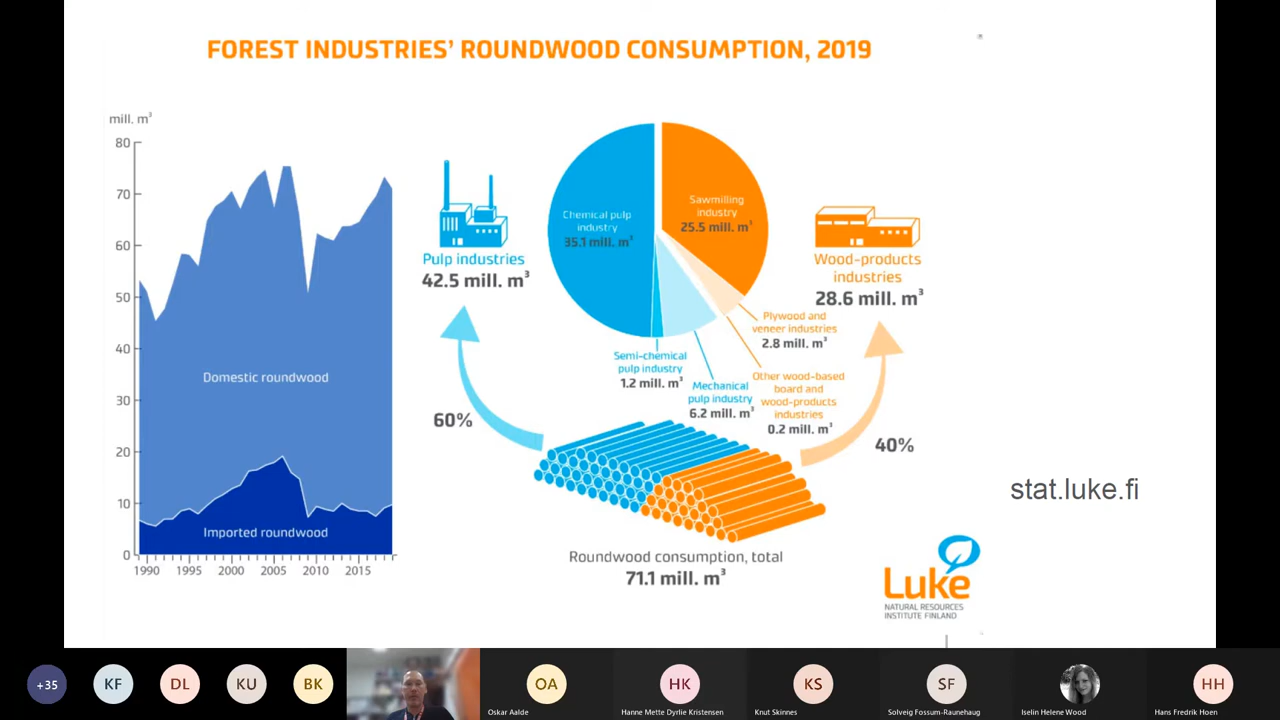 FOREST INDUSTRIES' ROUNDWOOD CONSUMPTION, 2019
mill. m³
80
70
60
50
40
30
20
10
0
1990 1995 2000 2005 2010 2015
Domestic roundwood
Imported roundwood
Pulp industries
42.5 mill. m³
60%
Chemical pulp
industry
35.1 mill. m³
Sawmilling
industry
25.5 mill. m³
Semi-chemical
pulp industry
1.2 mill. m³
Mechanical
pulp industry
6.2 mill. m³
Plywood and
veneer industries
2.8 mill. m³
Other wood-based
board and
wood-products
industries
0.2 mill. m³
Wood-products
industries
28.6 mill. m³
40%
Roundwood consumption, total
71.1 mill. m³
stat.luke.fi
Luke
NATURAL RESOURCES
INSTITUTE FINLAND
+35
KF
DL
KU
BK
OA
Oskar Aalde
HK
Hanne Mette Dyrlie Kristensen
KS
Knut Skinnes
SF
Solveig Fossum-Raunehaug
Iselin Helene Wood
HH
Hans Fredrik Hoen